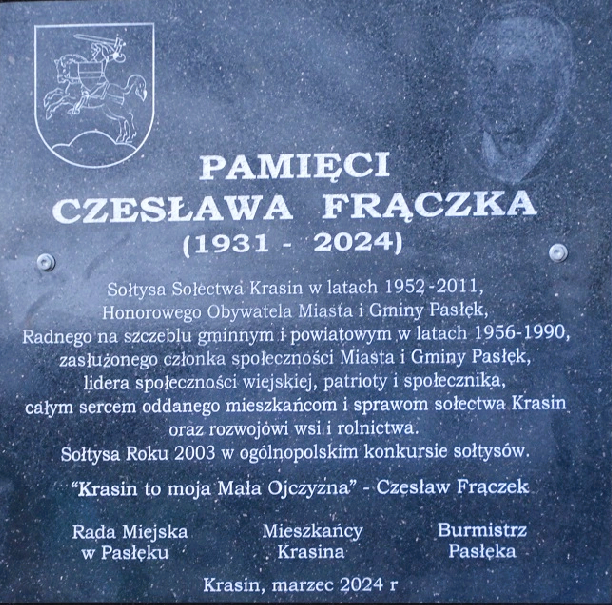 PAMIĘCI
CZESŁAWA FRĄCZKA
(1931 - 2024)
Sołtysa Sołectwa Krasin w latach 1952-2011,
Honorowego Obywatela Miasta i Gminy Pasłęk,
Radnego na szczeblu gminnym i powiatowym w latach 1956-1990,
zasłużonego członka społeczności Miasta i Gminy Pasłęk,
lidera społeczności wiejskiej, patrioty i społecznika,
całym sercem oddanego mieszkańcom i sprawom sołectwa Krasin
oraz rozwojówi wsi i rolnictwa.
Sołtysa Roku 2003 w ogólnopolskim konkursie sołtysów.
"Krasin to moja Mała Ojczyzna" - Czesław Frączek
Rada Miejska
w Pasłęku
Mieszkańcy
Krasina
Burmistrz
Pasłęka
Krasin, marzec 2024 r